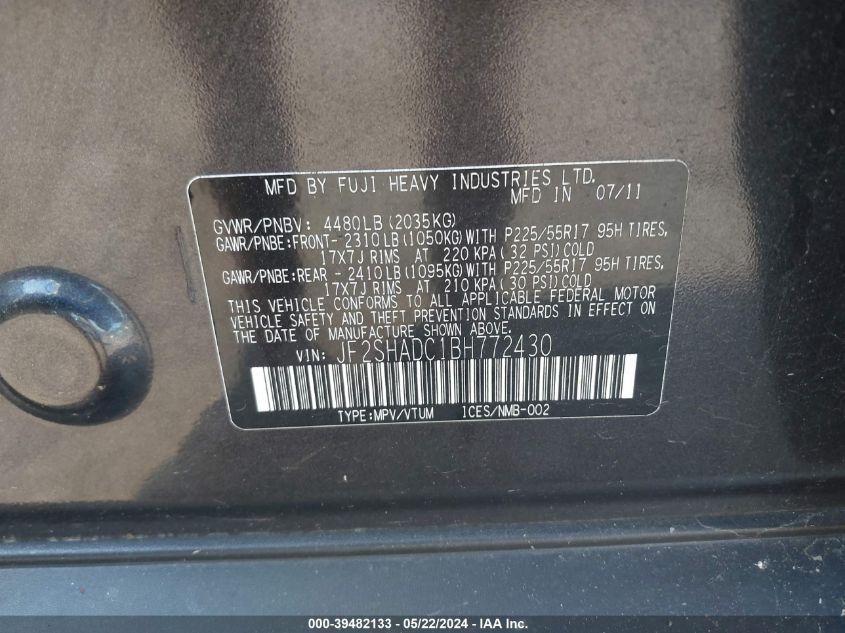 MFD BY FUJI HEAVY INDUSTRIES LTD.
MFD IN 07/11
GVWR/PNBV: 4480LB(2035KG)
GAWR/PNBE:FRONT- 2310LB(1050KG)WITH P225/55R17 95H TIRES,
17X7J RIMS AT 220 KPA(32 PSI)COLD
GAWR/PNBE:REAR - 2410LB(1095KG)WITH P225/55R17 95H TIRES,
17X7J RIMS AT 210 KPA(30 PSI)COLD
THIS VEHICLE CONFORMS TO ALL APPLICABLE FEDERAL MOTOR
VEHICLE SAFETY AND THEFT PREVENTION STANDARDS IN EFFECT ON
THE DATE OF MANUFACTURE SHOWN ABOVE.
VIN: JF2SHADC1BH772430
TYPE:MPV/VTUM ICES/NMB-002
000-39482133 - 05/22/2024 - IAA Inc.